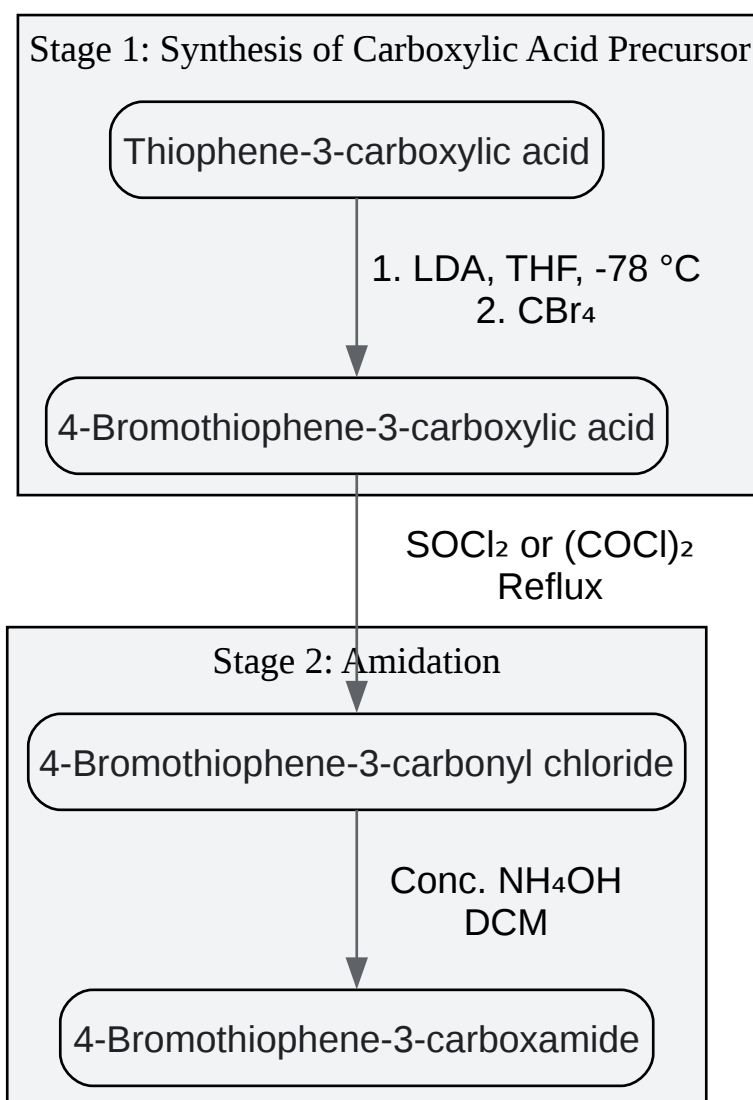 Stage 1: Synthesis of Carboxylic Acid Precursor
Thiophene-3-carboxylic acid
1. LDA, THF, -78 °C
2. CBr₄
4-Bromothiophene-3-carboxylic acid
SOCl₂ or (COCl)₂
Reflux
Stage 2: Amidation
4-Bromothiophene-3-carbonyl chloride
Conc. NH₄OH
DCM
4-Bromothiophene-3-carboxamide